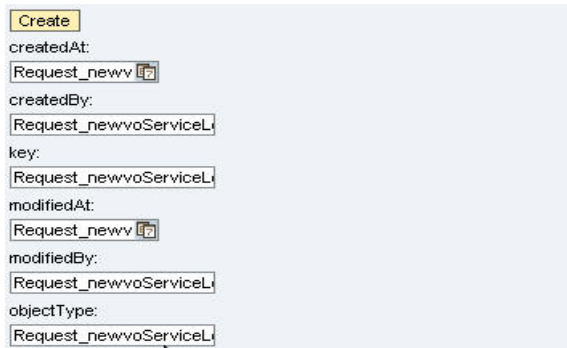 Create
createdAt:
Request_newv
createdBy:
Request_newvoServiceL
key:
Request_newvoServiceL
modifiedAt:
Request_newv
modifiedBy:
Request_newvoServiceL
objectType:
Request_newvoServiceL